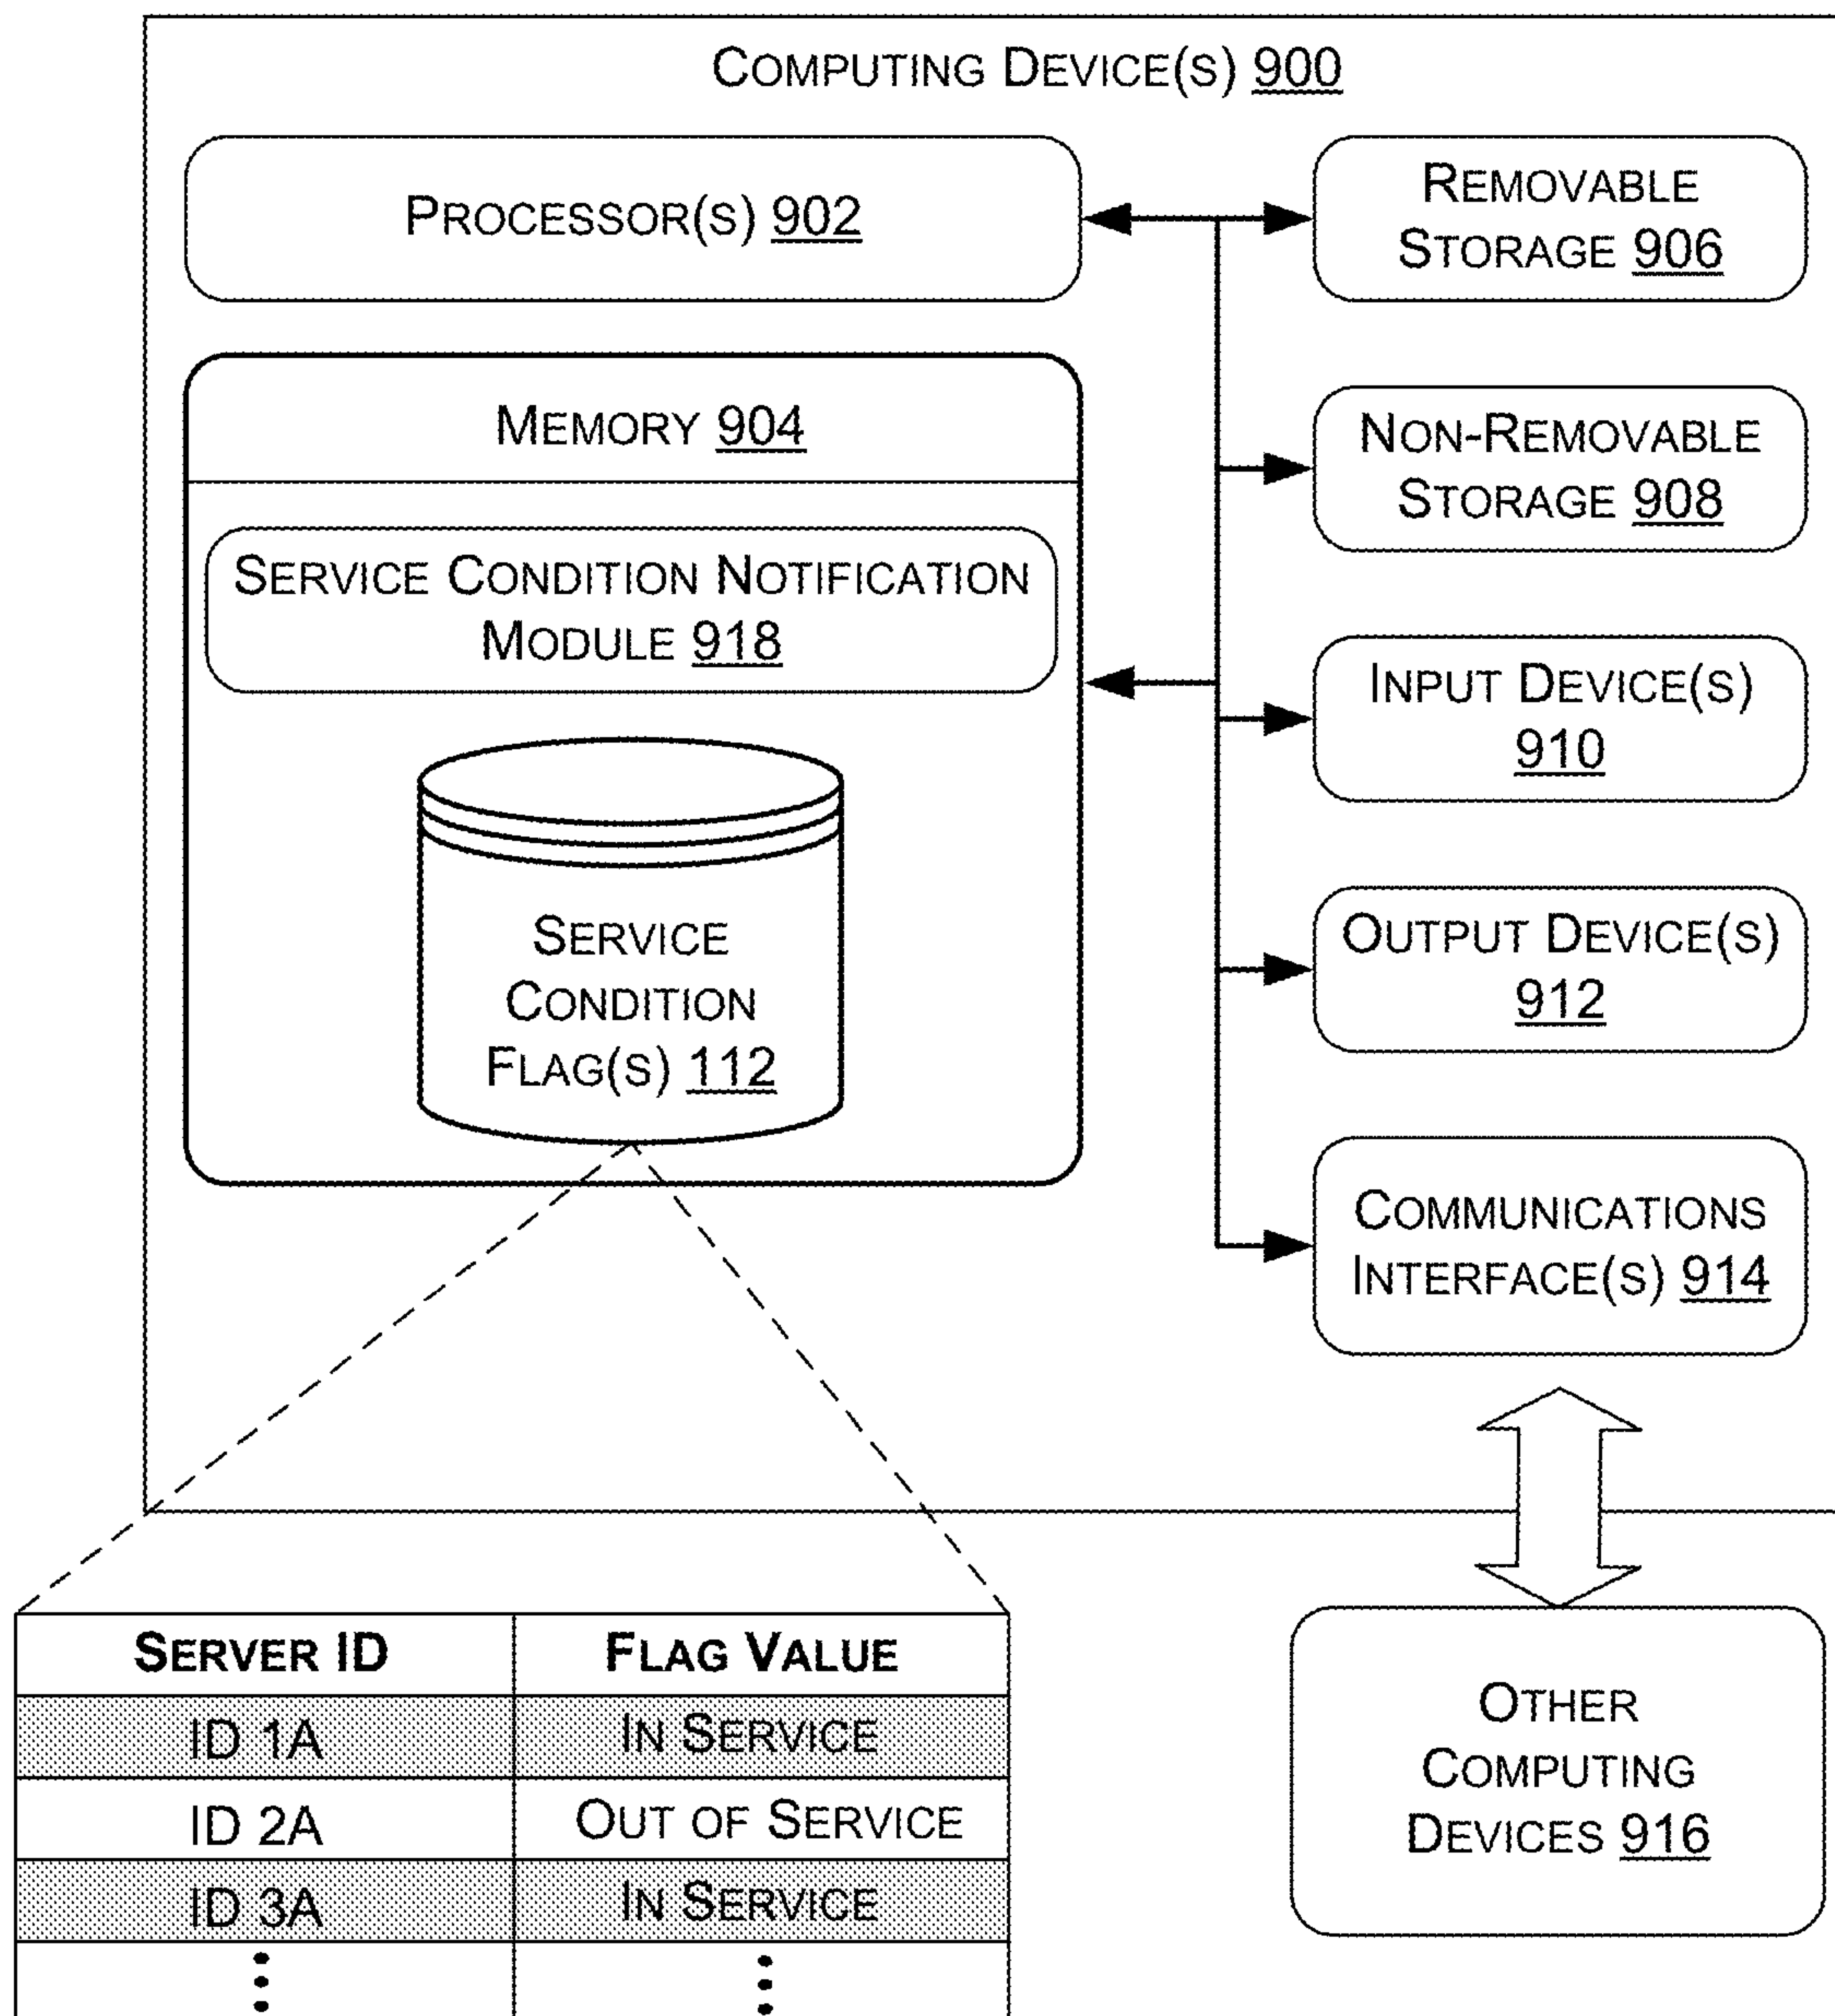 COMPUTING DEVICE(S) 900
PROCESSOR(S) 902
MEMORY 904
SERVICE CONDITION NOTIFICATION
MODULE 918
SERVICE
CONDITION
FLAG(S) 112
REMOVABLE
STORAGE 906
NON-REMOVABLE
STORAGE 908
INPUT DEVICE(S)
910
OUTPUT DEVICE(S)
912
COMMUNICATIONS
INTERFACE(S) 914
OTHER
COMPUTING
DEVICES 916
SERVER ID FLAG VALUE
ID 1A IN SERVICE
ID 2A OUT OF SERVICE
ID 3A IN SERVICE